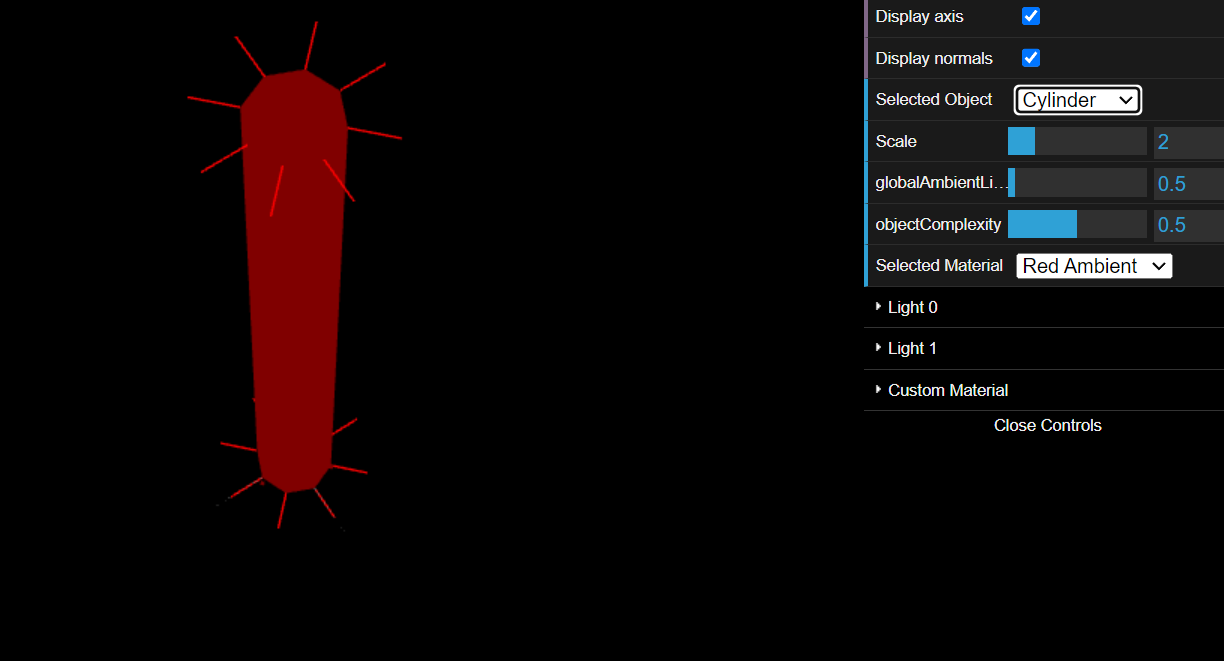 Display axis
Display normals
Selected Object Cylinder
Scale 2
globalAmbientLi... 0.5
objectComplexity 0.5
Selected Material Red Ambient
Light 0
Light 1
Custom Material
Close Controls